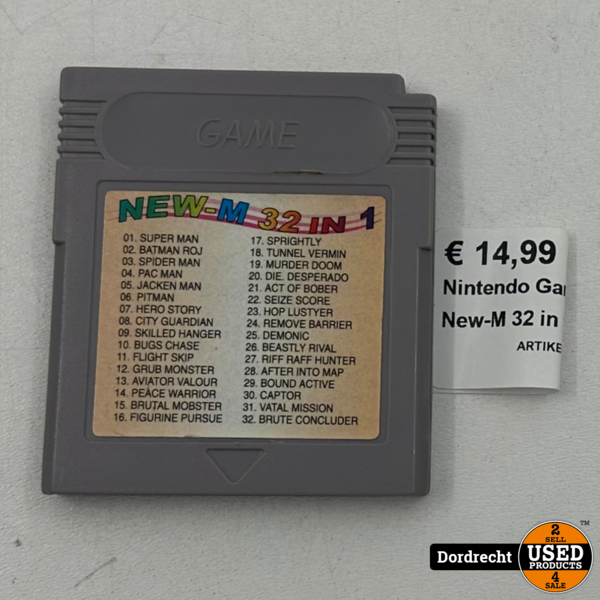 GAME
NEW-M 32 IN 1
01. SUPER MAN
02. BATMAN ROJ
03. SPIDER MAN
04. PAC MAN
05. JACKEN MAN
06. PITMAN
07. HERO STORY
08. CITY GUARDIAN
09. SKILLED HANGER
10. BUGS CHASE
11. FLIGHT SKIP
12. GRUB MONSTER
13. AVIATOR VALOUR
14. PEACE WARRIOR
15. BRUTAL MOBSTER
16. FIGURINE PURSUE
17. SPRIGHTLY
18. TUNNEL VERMIN
19. MURDER DOOM
20. DIE. DESPERADO
21. ACT OF BOBER
22. SEIZE SCORE
23. HOP LUSTYER
24. REMOVE BARRIER
25. DEMONIC
26. BEASTLY RIVAL
27. RIFF RAFF HUNTER
28. AFTER INTO MAP
29. BOUND ACTIVE
30. CAPTOR
31. VATAL MISSION
32. BRUTE CONCLUDER
€ 14,99
Nintendo Gar
New-M 32 in
ARTIKE
Dordrecht
2
SELL
USED
PRODUCTS
4
SALE
TM